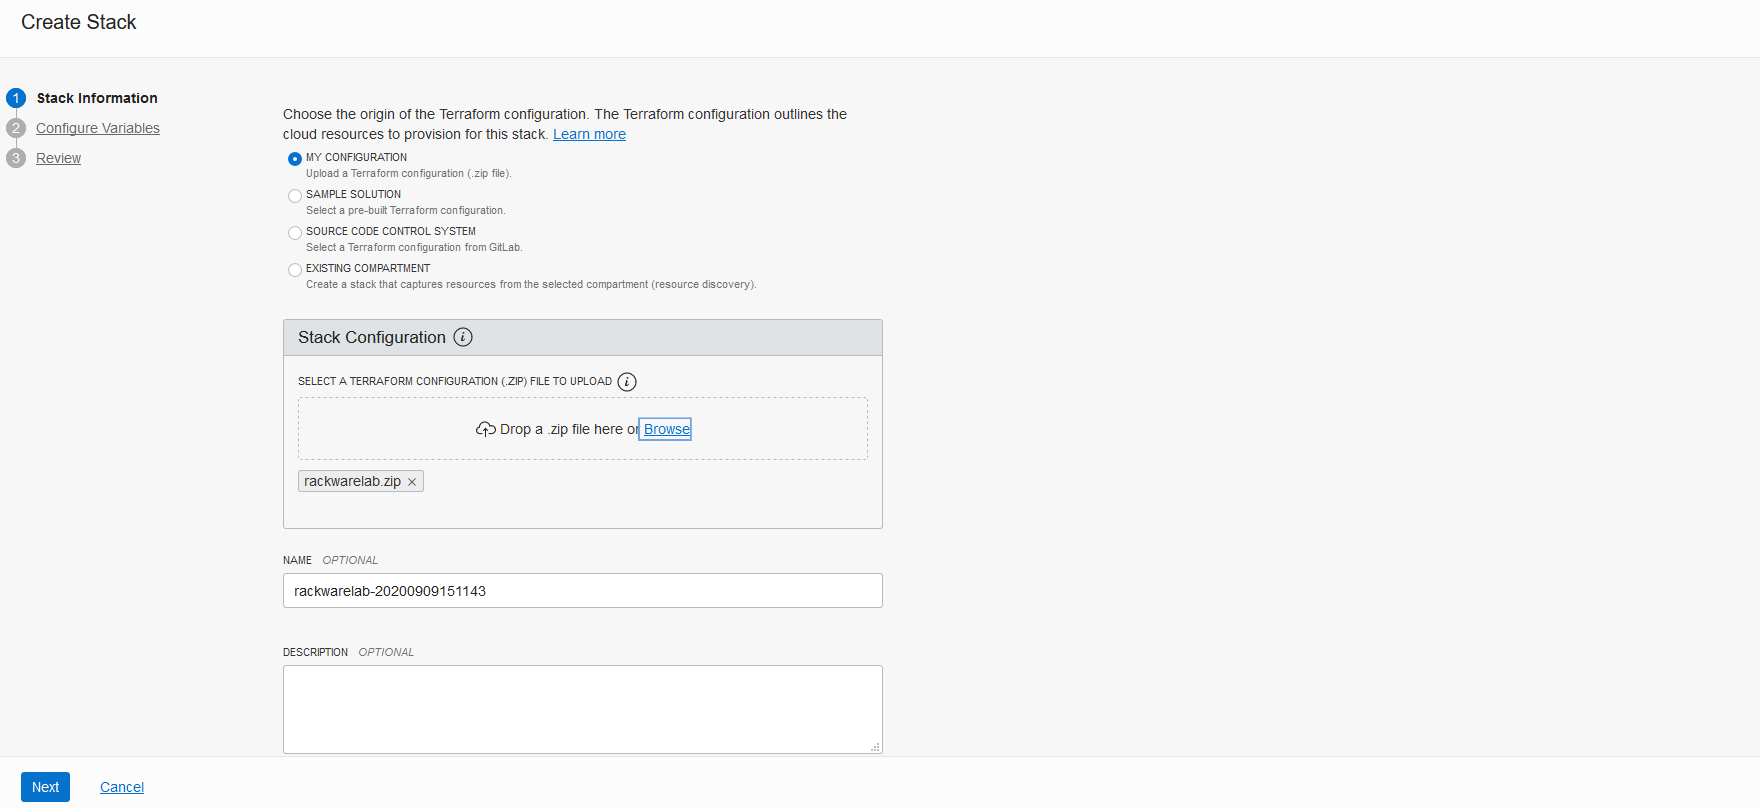 Create Stack
1 Stack Information
2 Configure Variables
3 Review
Choose the origin of the Terraform configuration. The Terraform configuration outlines the
cloud resources to provision for this stack. Learn more
MY CONFIGURATION
Upload a Terraform configuration (.zip file).
SAMPLE SOLUTION
Select a pre-built Terraform configuration.
SOURCE CODE CONTROL SYSTEM
Select a Terraform configuration from GitLab.
EXISTING COMPARTMENT
Create a stack that captures resources from the selected compartment (resource discovery).
Stack Configuration i
SELECT A TERRAFORM CONFIGURATION (.ZIP) FILE TO UPLOAD i
Drop a .zip file here or Browse
rackwarelab.zip ×
NAME OPTIONAL
rackwarelab-20200909151143
DESCRIPTION OPTIONAL
Next Cancel